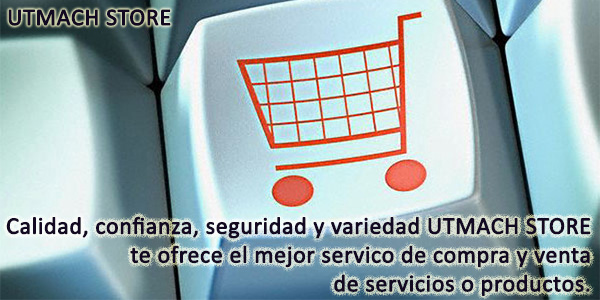 UTMACH STORE
Calidad, confianza, seguridad y variedad UTMACH STORE
te ofrece el mejor servico de compra y venta
de servicios o productos.